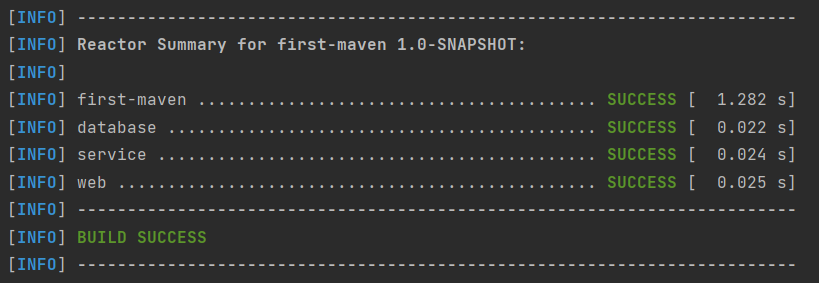 [INFO] ------------------------------------------------------------------------
[INFO] Reactor Summary for first-maven 1.0-SNAPSHOT:
[INFO]
[INFO] first-maven ........................................ SUCCESS [  1.282 s]
[INFO] database ........................................... SUCCESS [  0.022 s]
[INFO] service ............................................ SUCCESS [  0.024 s]
[INFO] web ................................................ SUCCESS [  0.025 s]
[INFO] ------------------------------------------------------------------------
[INFO] BUILD SUCCESS
[INFO] ------------------------------------------------------------------------